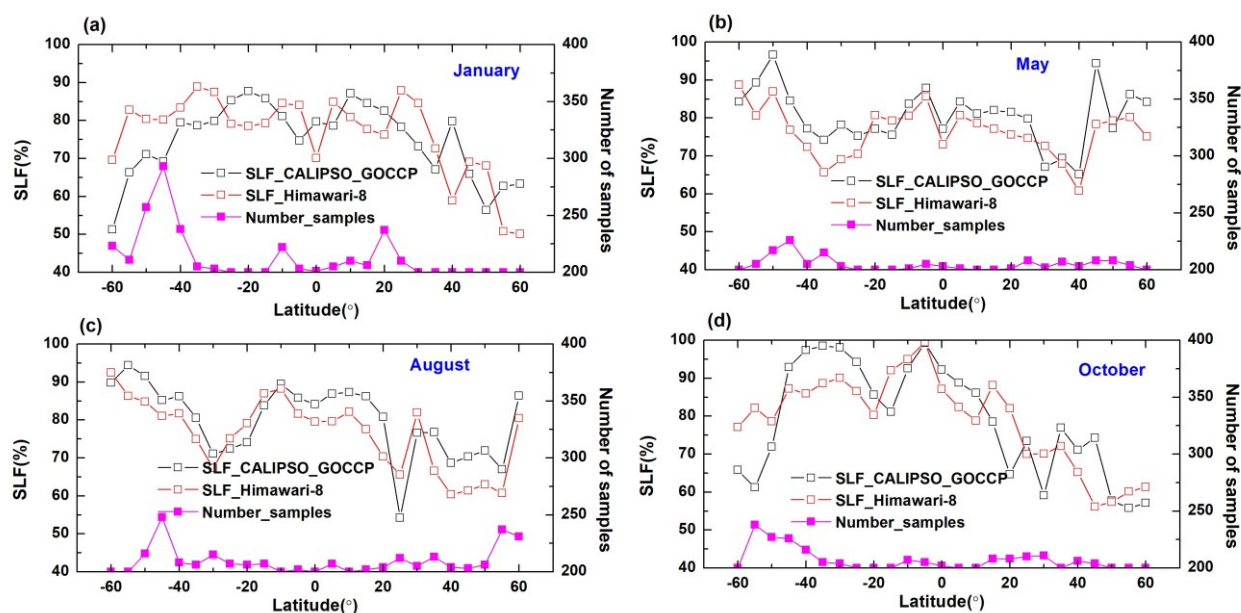 (a)
January
SLF(%)
100
90
80
70
60
50
40
SLF_CALIPSO_GOCCP
SLF_Himawari-8
Number_samples
400
350
300
250
200
Number of samples
-60 -40 -20 0 20 40 60
Latitude(°)
(b)
May
SLF(%)
100
90
80
70
60
50
40
SLF_CALIPSO_GOCCP
SLF_Himawari-8
Number_samples
400
350
300
250
200
Number of samples
-60 -40 -20 0 20 40 60
Latitude(°)
(c)
August
SLF(%)
100
90
80
70
60
50
40
SLF_CALIPSO_GOCCP
SLF_Himawari-8
Number_samples
400
350
300
250
200
Number of samples
-60 -40 -20 0 20 40 60
Latitude(°)
(d)
October
SLF(%)
100
90
80
70
60
50
40
SLF_CALIPSO_GOCCP
SLF_Himawari-8
Number_samples
400
350
300
250
200
Number of samples
-60 -40 -20 0 20 40 60
Latitude(°)